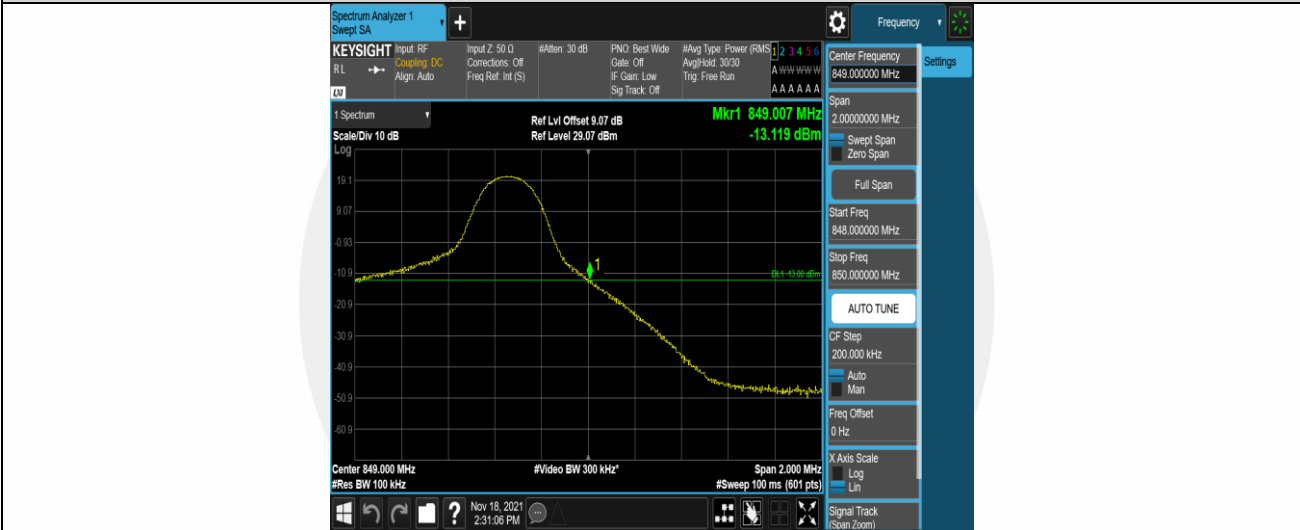 Spectrum Analyzer 1
Swept SA
+
Frequency
KEYSIGHT
R L
LXI
Input: RF
Coupling: DC
Align: Auto
Input Z: 50 Ω
Corrections: Off
Freq Ref: Int (S)
#Atten: 30 dB
PNO: Best Wide
Gate: Off
IF Gain: Low
Sig Track: Off
#Avg Type: Power (RMS
Avg|Hold: 30/30
Trig: Free Run
1 2 3 4 5 6
A W W W W W
A A A A A A
1 Spectrum
Scale/Div 10 dB
Log
Ref Lvl Offset 9.07 dB
Ref Level 29.07 dBm
Mkr1 849.007 MHz
-13.119 dBm
19.1
9.07
-0.93
-10.9
-20.9
-30.9
-40.9
-50.9
-60.9
1
DL1 -13.00 dBm
Center 849.000 MHz
#Res BW 100 kHz
#Video BW 300 kHz*
Span 2.000 MHz
#Sweep 100 ms (601 pts)
?
Nov 18, 2021
2:31:06 PM
Center Frequency
849.000000 MHz
Settings
Span
2.00000000 MHz
Swept Span
Zero Span
Full Span
Start Freq
848.000000 MHz
Stop Freq
850.000000 MHz
AUTO TUNE
CF Step
200.000 kHz
Auto
Man
Freq Offset
0 Hz
X Axis Scale
Log
Lin
Signal Track
(Span Zoom)